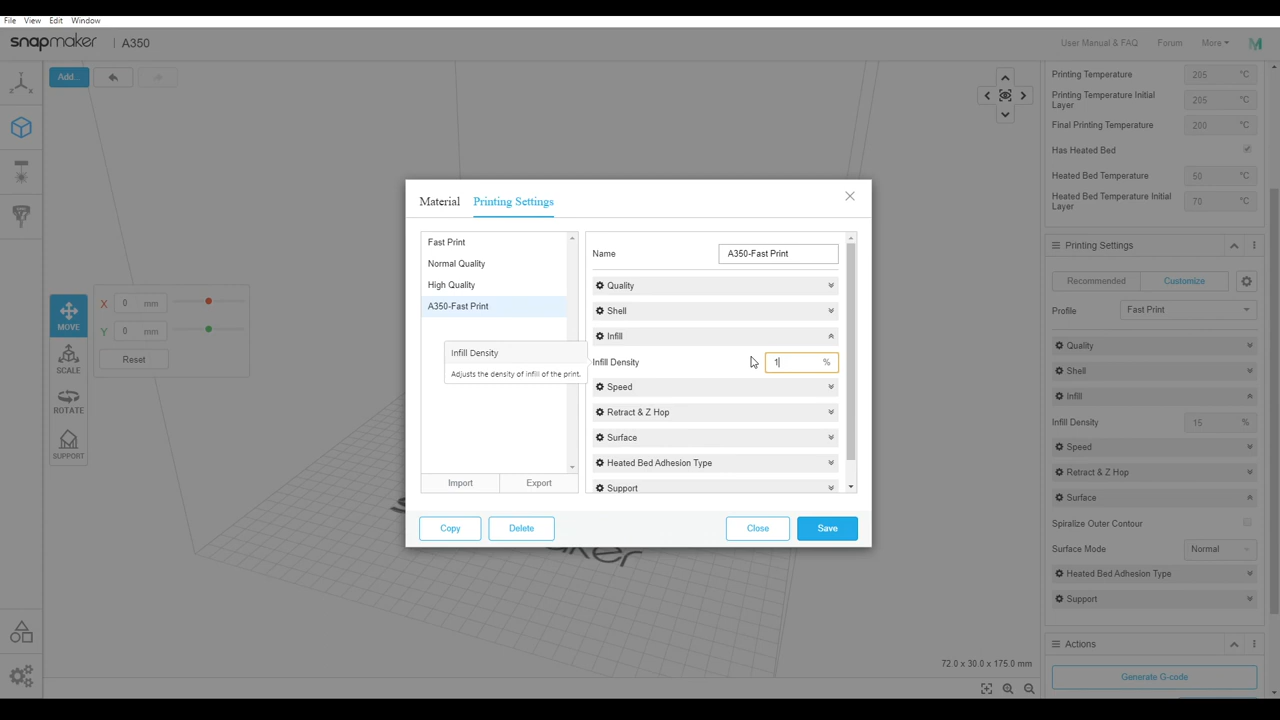 File View Edit Window
snapmaker | A350
User Manual & FAQ Forum More
Add...
X 0 mm
Y 0 mm
Reset
MOVE
SCALE
ROTATE
SUPPORT
Material Printing Settings
Fast Print
Normal Quality
High Quality
A350-Fast Print
Import Export
Infill Density
Adjusts the density of infill of the print.
Name A350-Fast Print
Quality
Shell
Infill
Infill Density 1 %
Speed
Retract & Z Hop
Surface
Heated Bed Adhesion Type
Support
Copy Delete Close Save
maker
72.0 x 30.0 x 175.0 mm
Printing Temperature 205 °C
Printing Temperature Initial
Layer 205 °C
Final Printing Temperature 200 °C
Has Heated Bed
Heated Bed Temperature 50 °C
Heated Bed Temperature Initial
Layer 70 °C
Printing Settings
Recommended Customize
Profile Fast Print
Quality
Shell
Infill
Infill Density 15 %
Speed
Retract & Z Hop
Surface
Spiralize Outer Contour
Surface Mode Normal
Heated Bed Adhesion Type
Support
Actions
Generate G-code